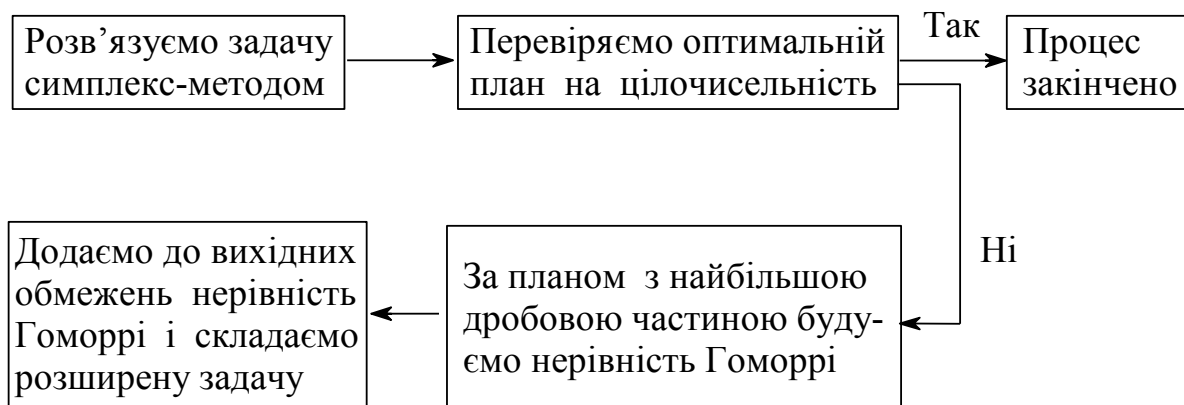 Розв’язуємо задачу
симплекс-методом
Перевіряємо оптимальній
план на цілочисельність
Так
Процес
закінчено
Ні
За планом з найбільшою
дробовою частиною буду-
ємо нерівність Гоморрі
Додаємо до вихідних
обмежень нерівність
Гоморрі і складаємо
розширену задачу